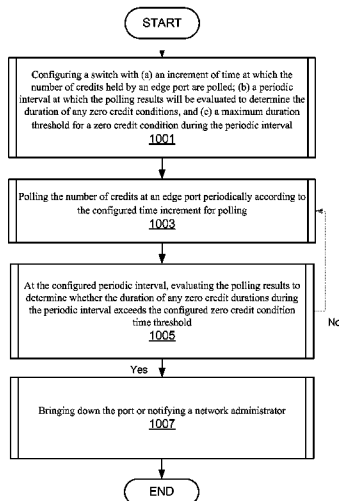 START
Configuring a switch with (a) an increment of time at which the
number of credits held by an edge port are polled; (b) a periodic
interval at which the polling results will be evaluated to determine the
duration of any zero credit conditions, and (c) a maximum duration
threshold for a zero credit condition during the periodic interval
1001
Polling the number of credits at an edge port periodically according to
the configured time increment for polling
1003
At the configured periodic interval, evaluating the polling results to
determine whether the duration of any zero credit durations during
the periodic interval exceeds the configured zero credit condition
time threshold
1005
No
Yes
Bringing down the port or notifying a network administrator
1007
END